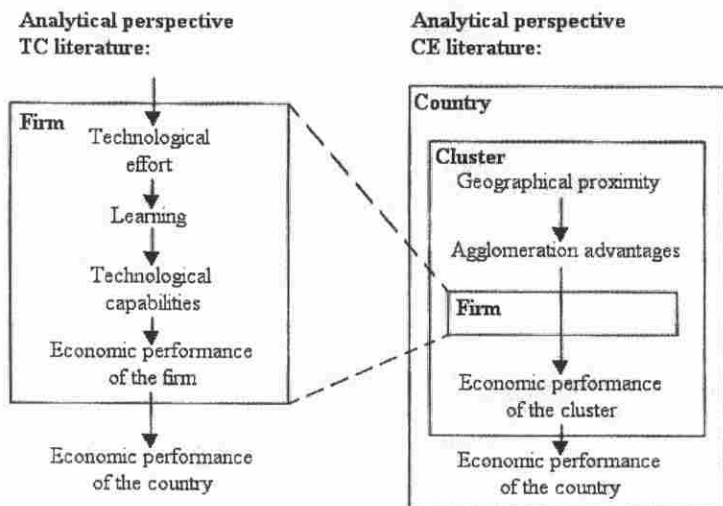 Analytical perspective
TC literature:
Firm
Technological
effort
Learning
Technological
capabilities
Economic performance
of the firm
Economic performance
of the country
Analytical perspective
CE literature:
Country
Cluster
Geographical proximity
Agglomeration advantages
Firm
Economic performance
of the cluster
Economic performance
of the country